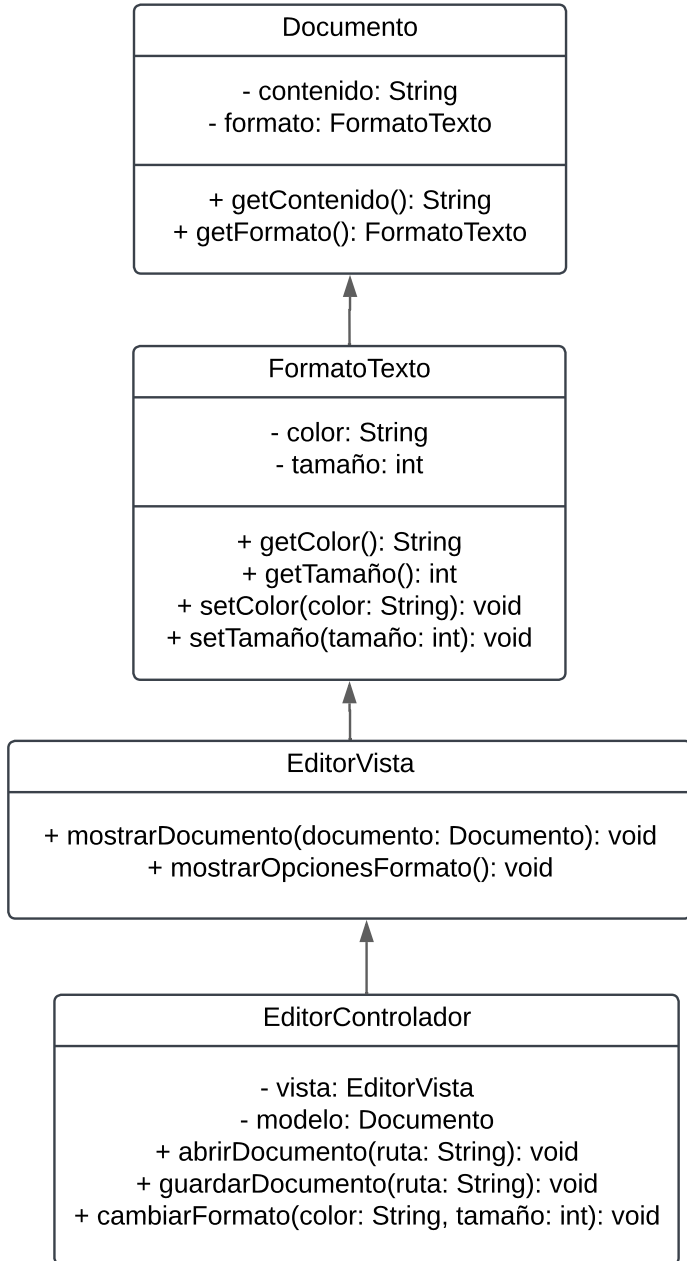 Documento
- contenido: String
- formato: FormatoTexto
+ getContenido(): String
+ getFormato(): FormatoTexto
FormatoTexto
- color: String
- tamaño: int
+ getColor(): String
+ getTamaño(): int
+ setColor(color: String): void
+ setTamaño(tamaño: int): void
EditorVista
+ mostrarDocumento(documento: Documento): void
+ mostrarOpcionesFormato(): void
EditorControlador
- vista: EditorVista
- modelo: Documento
+ abrirDocumento(ruta: String): void
+ guardarDocumento(ruta: String): void
+ cambiarFormato(color: String, tamaño: int): void